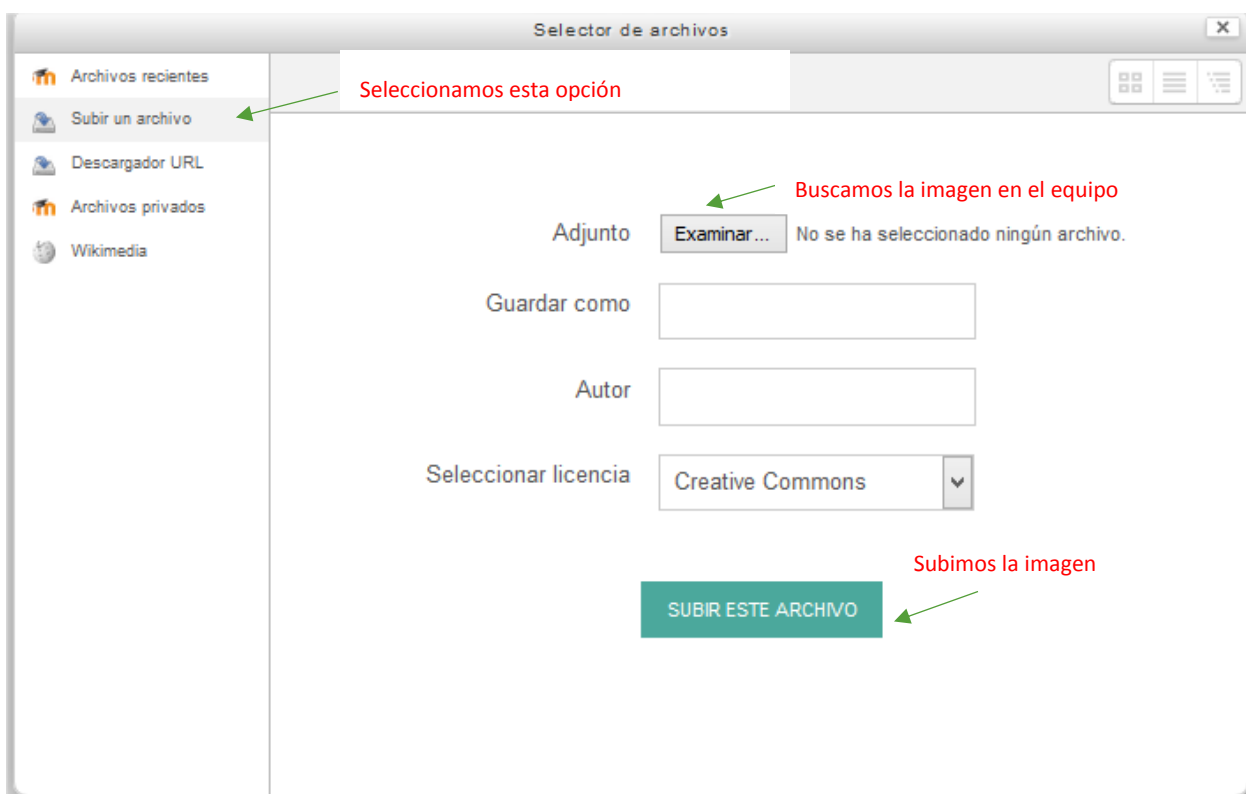 Selector de archivos
Archivos recientes
Seleccionamos esta opción
Subir un archivo
Descargador URL
Archivos privados
Wikimedia
Buscamos la imagen en el equipo
Adjunto Examinar... No se ha seleccionado ningún archivo.
Guardar como
Autor
Seleccionar licencia Creative Commons
Subimos la imagen
SUBIR ESTE ARCHIVO